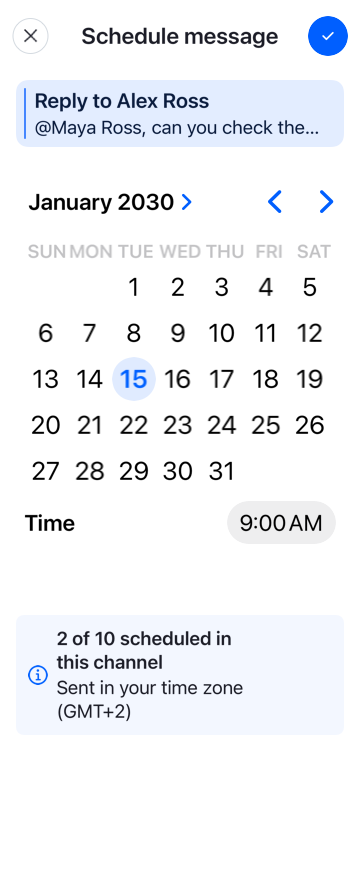 Schedule message
Reply to Alex Ross
@Maya Ross, can you check the...
January 2030
SUN MON TUE WED THU FRI SAT
1 2 3 4 5
6 7 8 9 10 11 12
13 14 15 16 17 18 19
20 21 22 23 24 25 26
27 28 29 30 31
Time 9:00 AM
2 of 10 scheduled in
this channel
Sent in your time zone
(GMT+2)